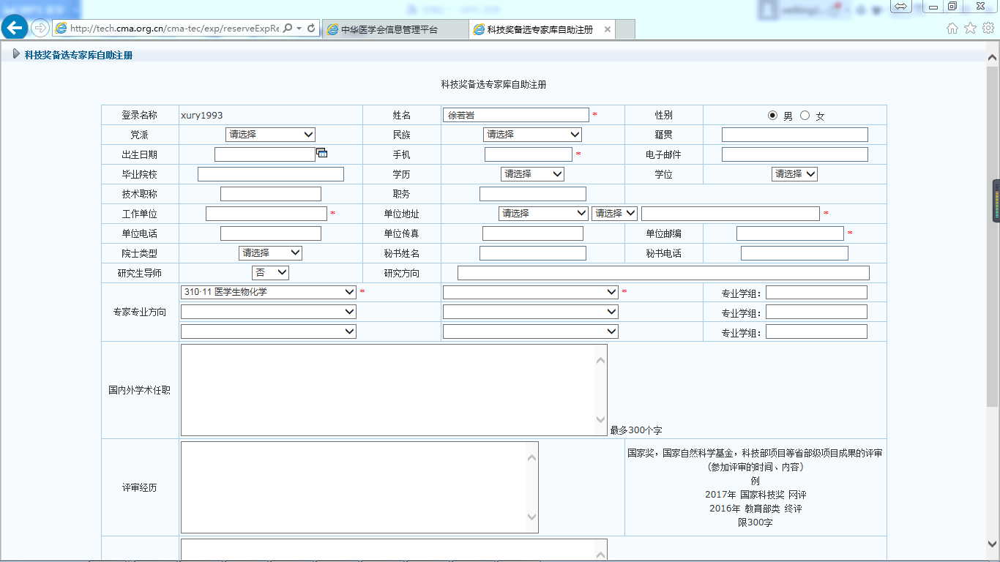 http://tech.cma.org.cn/cma-tec/exp/reserveExpRe
中华医学会信息管理平台
科技奖备选专家库自助注册
科技奖备选专家库自助注册
科技奖备选专家库自助注册
登录名称 xury1993 姓名 徐若岩 * 性别 男 女
党派 请选择 民族 请选择 籍贯
出生日期 手机 * 电子邮件
毕业院校 学历 请选择 学位 请选择
技术职称 职务
工作单位 * 单位地址 请选择 请选择 *
单位电话 单位传真 单位邮编 *
院士类型 请选择 秘书姓名 秘书电话
研究生导师 否 研究方向
310·11 医学生物化学 * * 专业学组：
专家专业方向 专业学组：
专业学组：
国内外学术任职
最多300个字
评审经历
国家奖，国家自然科学基金，科技部项目等省部级项目成果的评审
（参加评审的时间、内容）
例
2017年 国家科技奖 网评
2016年 教育部类 终评
限300字